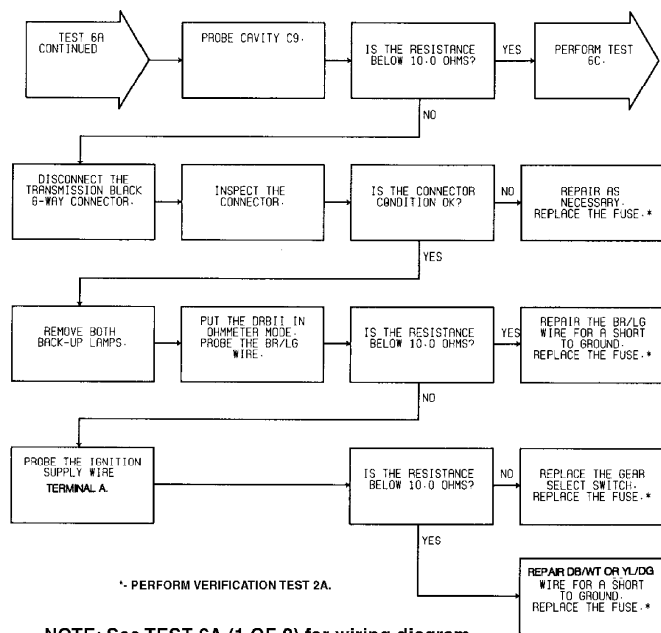 TEST 6A
CONTINUED
PROBE CAVITY C9.
IS THE RESISTANCE
BELOW 10.0 OHMS?
YES
PERFORM TEST
6C.
NO
DISCONNECT THE
TRANSMISSION BLACK
8-WAY CONNECTOR.
INSPECT THE
CONNECTOR.
IS THE CONNECTOR
CONDITION OK?
NO
REPAIR AS
NECESSARY.
REPLACE THE FUSE.*
YES
REMOVE BOTH
BACK-UP LAMPS.
PUT THE DRBII IN
OHMMETER MODE.
PROBE THE BR/LG
WIRE.
IS THE RESISTANCE
BELOW 10.0 OHMS?
YES
REPAIR THE BR/LG
WIRE FOR A SHORT
TO GROUND.
REPLACE THE FUSE.*
NO
PROBE THE IGNITION
SUPPLY WIRE
TERMINAL A.
IS THE RESISTANCE
BELOW 10.0 OHMS?
NO
REPLACE THE GEAR
SELECT SWITCH.
REPLACE THE FUSE.*
YES
REPAIR DB/WT OR YL/DG
WIRE FOR A SHORT
TO GROUND.
REPLACE THE FUSE.*
*- PERFORM VERIFICATION TEST 2A.